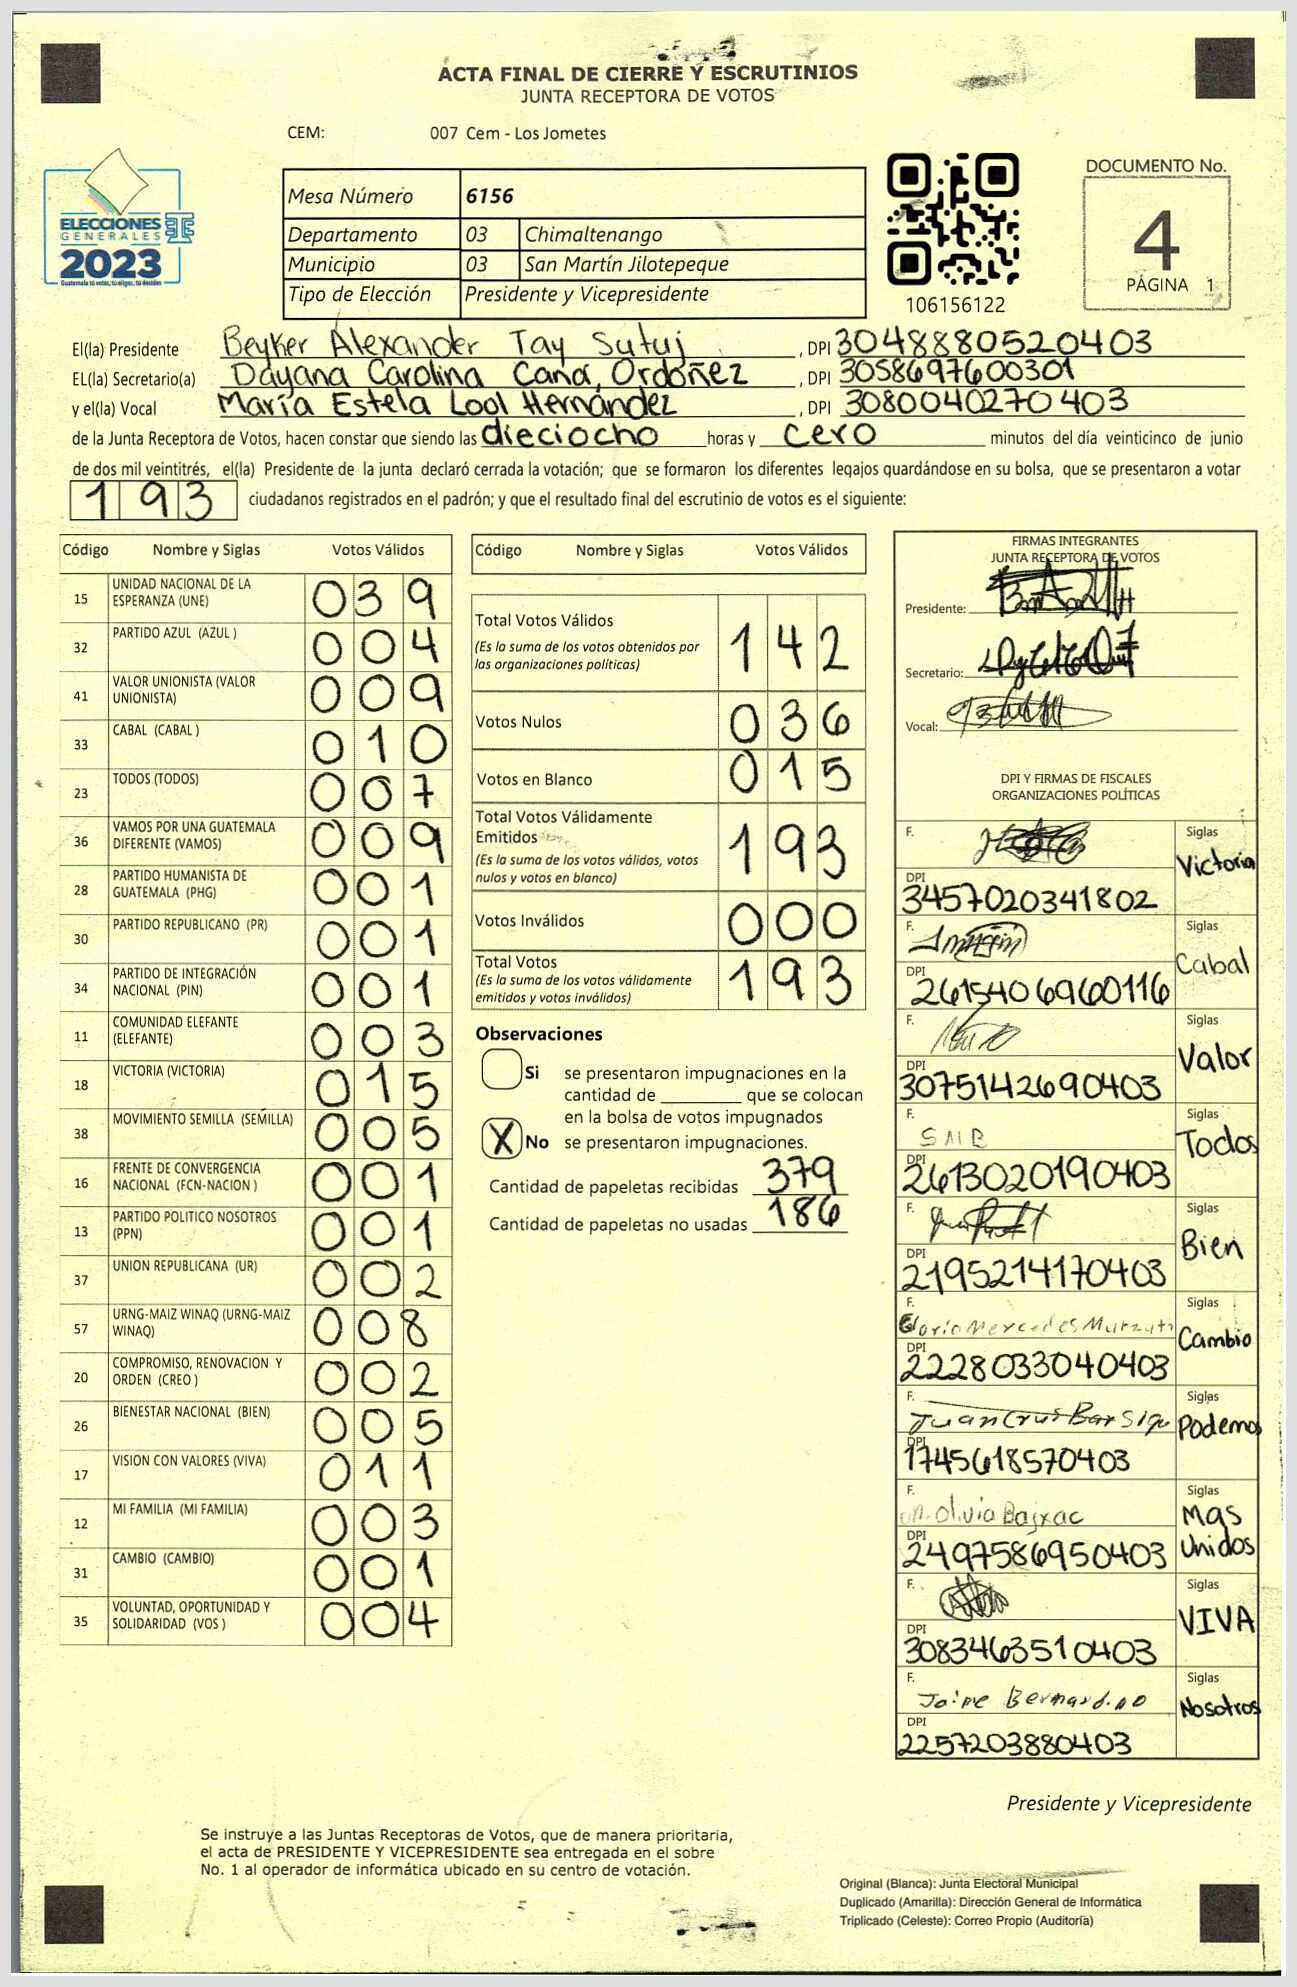 ACTA FINAL DE CIERRE Y ESCRUTINIOS
JUNTA RECEPTORA DE VOTOS
CEM: 007 Cem - Los Jometes
ELECCIONES
GENERALES
2023
Guatemala tú votas, tú eliges, tú decides
Mesa Número 6156
Departamento 03 Chimaltenango
Municipio 03 San Martín Jilotepeque
Tipo de Elección Presidente y Vicepresidente
106156122
DOCUMENTO No.
4
PÁGINA 1
El(la) Presidente Beyker Alexander Tay Sutuj, DPI 3048880520403
EL(la) Secretario(a) Dayana Carolina Cana, Ordoñez, DPI 3058697600301
y el(la) Vocal María Estela Lool Hernández, DPI 3080040270403
de la Junta Receptora de Votos, hacen constar que siendo las dieciocho horas y cero minutos del día veinticinco de junio
de dos mil veintitrés, el(la) Presidente de la junta declaró cerrada la votación; que se formaron los diferentes legajos quardándose en su bolsa, que se presentaron a votar
193 ciudadanos registrados en el padrón; y que el resultado final del escrutinio de votos es el siguiente:
Código Nombre y Siglas Votos Válidos
15 UNIDAD NACIONAL DE LA ESPERANZA (UNE) 039
32 PARTIDO AZUL (AZUL ) 004
41 VALOR UNIONISTA (VALOR UNIONISTA) 009
33 CABAL (CABAL ) 010
23 TODOS (TODOS) 007
36 VAMOS POR UNA GUATEMALA DIFERENTE (VAMOS) 009
28 PARTIDO HUMANISTA DE GUATEMALA (PHG) 001
30 PARTIDO REPUBLICANO (PR) 001
34 PARTIDO DE INTEGRACIÓN NACIONAL (PIN) 001
11 COMUNIDAD ELEFANTE (ELEFANTE) 003
18 VICTORIA (VICTORIA) 015
38 MOVIMIENTO SEMILLA (SEMILLA) 005
16 FRENTE DE CONVERGENCIA NACIONAL (FCN-NACION ) 001
13 PARTIDO POLITICO NOSOTROS (PPN) 001
37 UNION REPUBLICANA (UR) 002
57 URNG-MAIZ WINAQ (URNG-MAIZ WINAQ) 008
20 COMPROMISO, RENOVACION Y ORDEN (CREO ) 002
26 BIENESTAR NACIONAL (BIEN) 005
17 VISION CON VALORES (VIVA) 011
12 MI FAMILIA (MI FAMILIA) 003
31 CAMBIO (CAMBIO) 001
35 VOLUNTAD, OPORTUNIDAD Y SOLIDARIDAD (VOS ) 004
Código Nombre y Siglas Votos Válidos
Total Votos Válidos 142
(Es la suma de los votos obtenidos por
las organizaciones políticas)
Votos Nulos 036
Votos en Blanco 015
Total Votos Válidamente
Emitidos 193
(Es la suma de los votos válidos, votos
nulos y votos en blanco)
Votos Inválidos 000
Total Votos 193
(Es la suma de los votos válidamente
emitidos y votos inválidos)
Observaciones
Si se presentaron impugnaciones en la
cantidad de ________ que se colocan
en la bolsa de votos impugnados
X No se presentaron impugnaciones.
Cantidad de papeletas recibidas 379
Cantidad de papeletas no usadas 186
FIRMAS INTEGRANTES
JUNTA RECEPTORA DE VOTOS
Presidente:
Secretario:
Vocal:
DPI Y FIRMAS DE FISCALES
ORGANIZACIONES POLÍTICAS
F. Siglas Victoria
DPI 3457020341802
F. Siglas Cabal
DPI 2615406960116
F. Siglas Valor
DPI 3075142690403
F. SMB Siglas Todos
DPI 2613020190403
F. Siglas Bien
DPI 2195214170403
F. Gloria Mercedes Siglas Cambio
DPI 2228033040403
F. Juan Cruz Siglas Podemos
DPI 1745618570403
F. Olivia Bajxac Siglas Mas Unidos
DPI 2497586950403
F. Siglas VIVA
DPI 3083463510403
F. Jaime Bernardino Siglas Nosotros
DPI 2257203880403
Presidente y Vicepresidente
Se instruye a las Juntas Receptoras de Votos, que de manera prioritaria,
el acta de PRESIDENTE Y VICEPRESIDENTE sea entregada en el sobre
No. 1 al operador de informática ubicado en su centro de votación.
Original (Blanca): Junta Electoral Municipal
Duplicado (Amarilla): Dirección General de Informática
Triplicado (Celeste): Correo Propio (Auditoría)